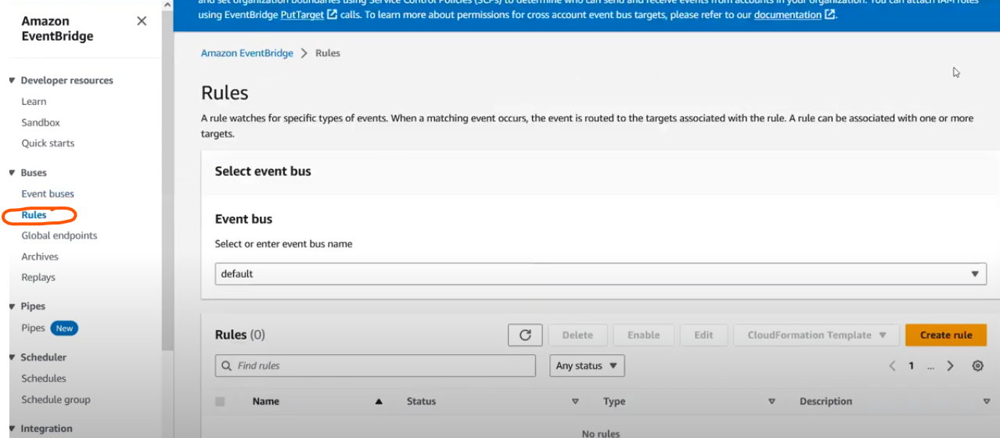 and set organization boundaries using Service Control Policies (SCPs) to determine who can send and receive events from accounts in your organization. You can attach IAM roles
using EventBridge PutTarget calls. To learn more about permissions for cross account event bus targets, please refer to our documentation.
Amazon
EventBridge
Developer resources
Learn
Sandbox
Quick starts
Buses
Event buses
Rules
Global endpoints
Archives
Replays
Pipes
Pipes New
Scheduler
Schedules
Schedule group
Integration
Amazon EventBridge > Rules
Rules
A rule watches for specific types of events. When a matching event occurs, the event is routed to the targets associated with the rule. A rule can be associated with one or more
targets.
Select event bus
Event bus
Select or enter event bus name
default
Rules (0)
Delete
Enable
Edit
CloudFormation Template
Create rule
Find rules
Any status
1 ...
Name
Status
Type
Description
No rules